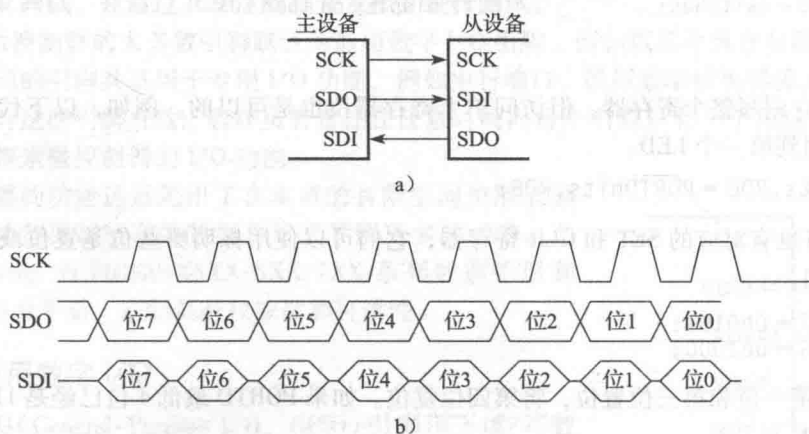 主设备 从设备
SCK SCK
SDO SDI
SDI SDO
a)
SCK
SDO 位7 位6 位5 位4 位3 位2 位1 位0
SDI 位7 位6 位5 位4 位3 位2 位1 位0
b)